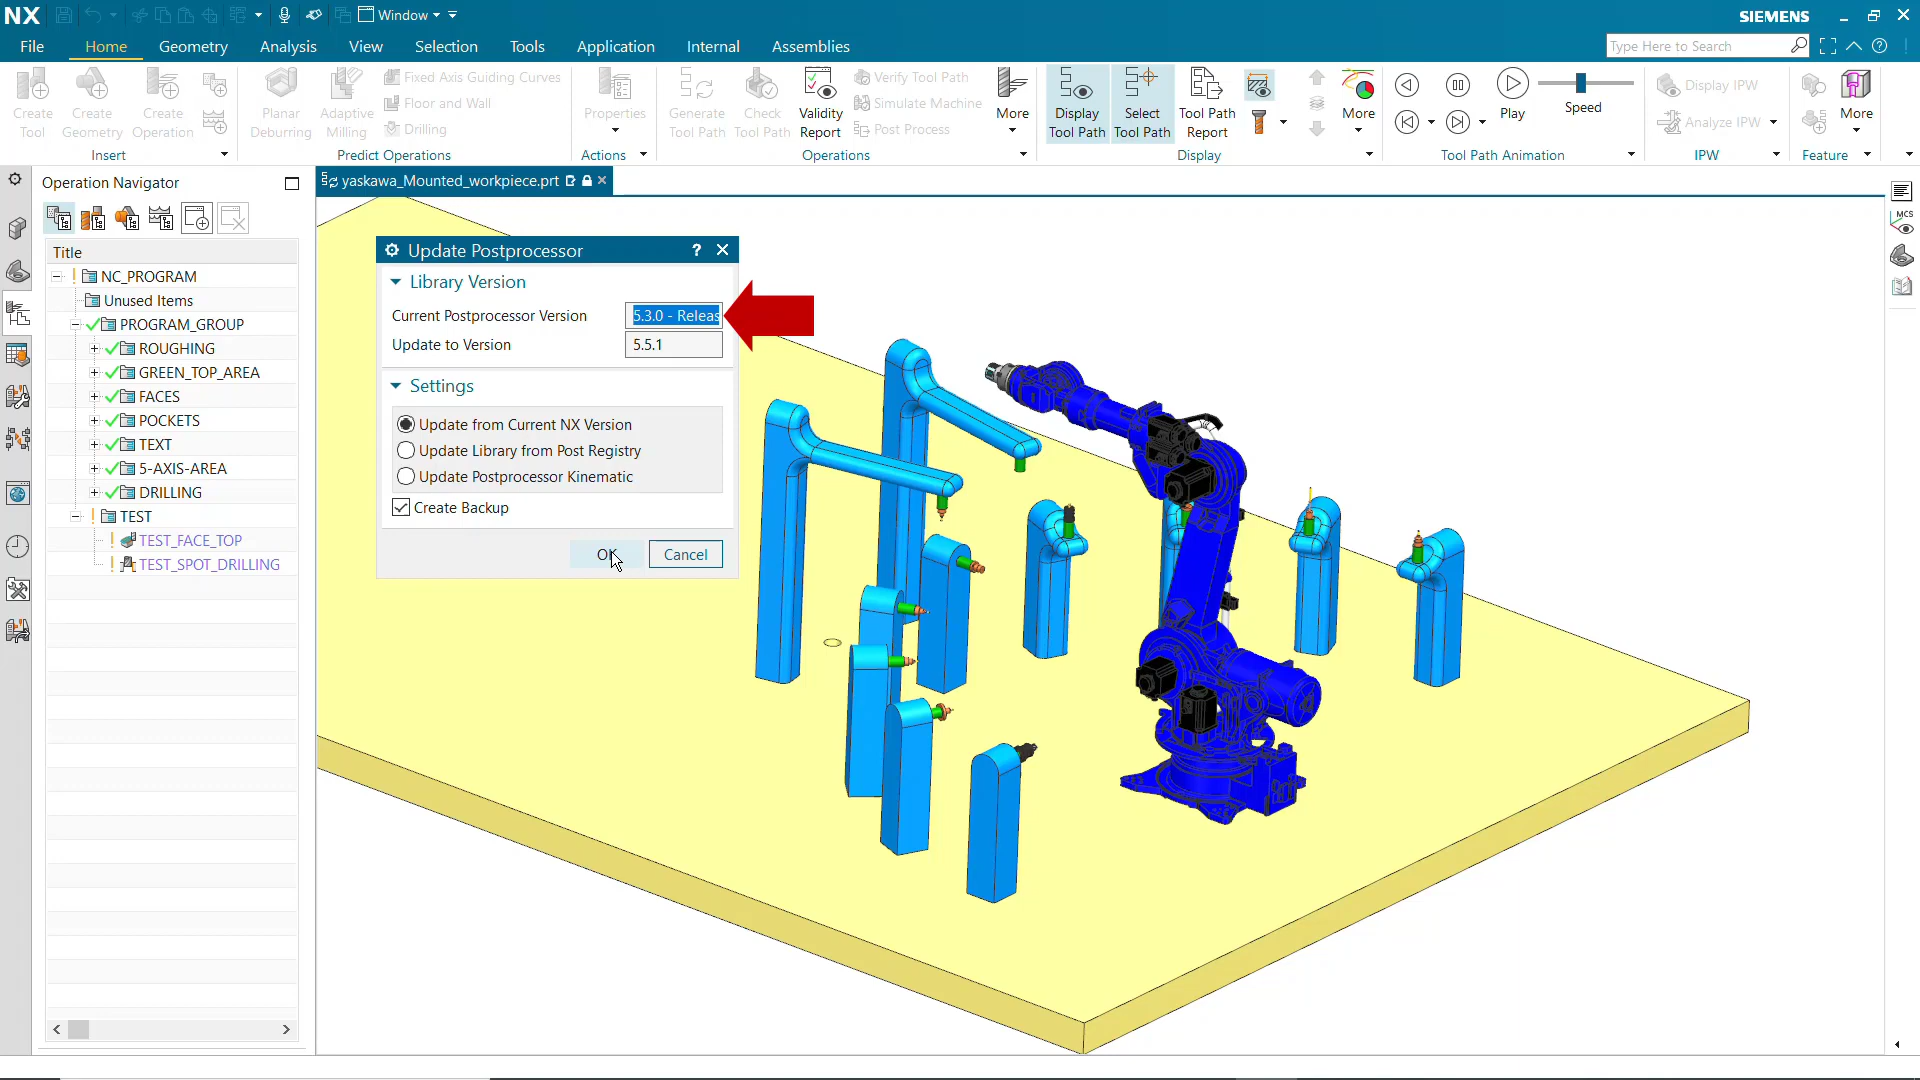 NX
Window
SIEMENS
File
Home
Geometry
Analysis
View
Selection
Tools
Application
Internal
Assemblies
Type Here to Search
Create Tool
Create Geometry
Create Operation
Insert
Planar Deburring
Adaptive Milling
Fixed Axis Guiding Curves
Floor and Wall
Drilling
Predict Operations
Properties
Actions
Generate Tool Path
Check Tool Path
Validity Report
Verify Tool Path
Simulate Machine
Post Process
More
Operations
Display Tool Path
Select Tool Path
Tool Path Report
More
Display
Play
Speed
Tool Path Animation
Display IPW
Analyze IPW
IPW
More
Feature
Operation Navigator
yaskawa_Mounted_workpiece.prt
MCS
Title
NC_PROGRAM
Unused Items
PROGRAM_GROUP
ROUGHING
GREEN_TOP_AREA
FACES
POCKETS
TEXT
5-AXIS-AREA
DRILLING
TEST
TEST_FACE_TOP
TEST_SPOT_DRILLING
Update Postprocessor
?
Library Version
Current Postprocessor Version
5.3.0 - Releas
Update to Version
5.5.1
Settings
Update from Current NX Version
Update Library from Post Registry
Update Postprocessor Kinematic
Create Backup
OK
Cancel